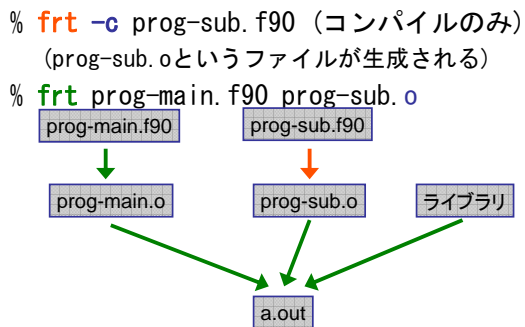 % frt -c prog-sub.f90 (コンパイルのみ)
(prog-sub.oというファイルが生成される)
% frt prog-main.f90 prog-sub.o
prog-main.f90 prog-sub.f90
prog-main.o prog-sub.o ライブラリ
a.out